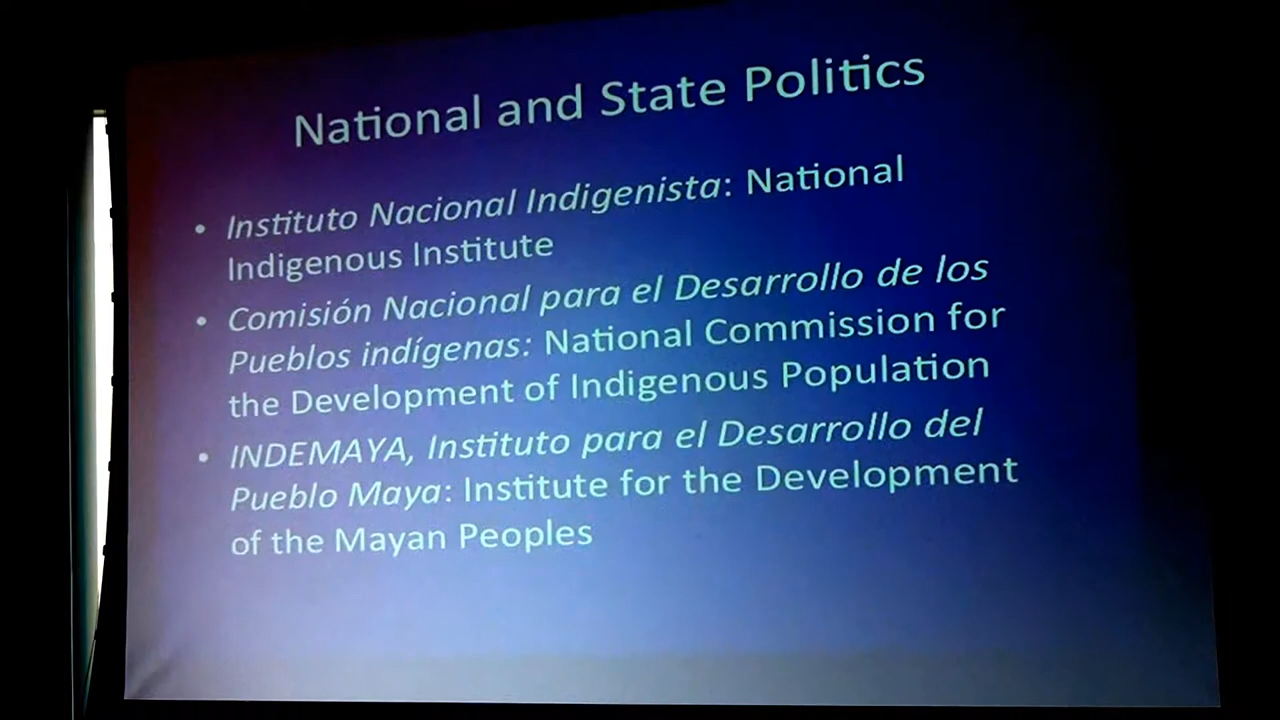 National and State Politics
• Instituto Nacional Indigenista: National
Indigenous Institute
• Comisión Nacional para el Desarrollo de los
Pueblos indígenas: National Commission for
the Development of Indigenous Population
• INDEMAYA, Instituto para el Desarrollo del
Pueblo Maya: Institute for the Development
of the Mayan Peoples